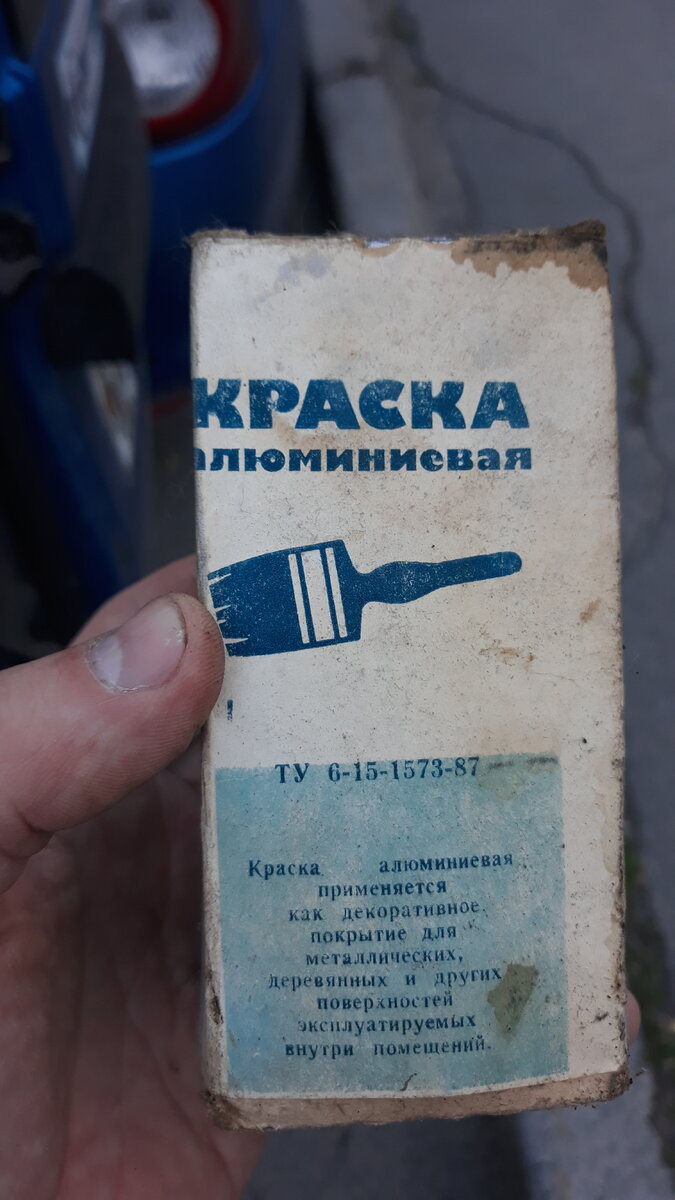 КРАСКА
алюминиевая
ТУ 6-15-1573-87
Краска алюминиевая
применяется
как декоративное
покрытие для
металлических,
деревянных и других
поверхностей
эксплуатируемых
внутри помещений.